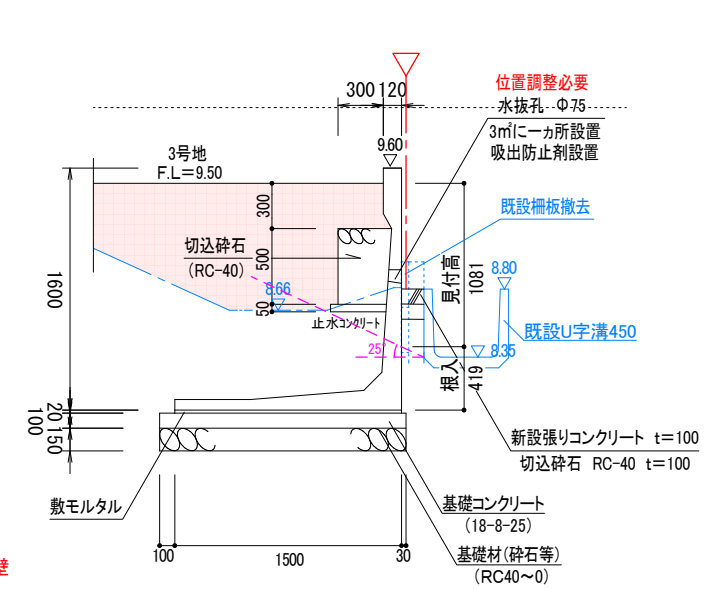 300
120
位置調整必要
水抜孔 Φ75
3㎡に一ヵ所設置
吸出防止剤設置
9.60
3号地
F.L=9.50
既設柵板撤去
300
切込砕石
(RC-40)
500
8.66
50
止水コンクリート
見付高
1081
8.80
既設U字溝450
8.35
25°
根入
419
1600
20
100
150
新設張りコンクリート t=100
切込砕石 RC-40 t=100
敷モルタル
基礎コンクリート
(18-8-25)
基礎材(砕石等)
(RC40~0)
100
1500
30
壁